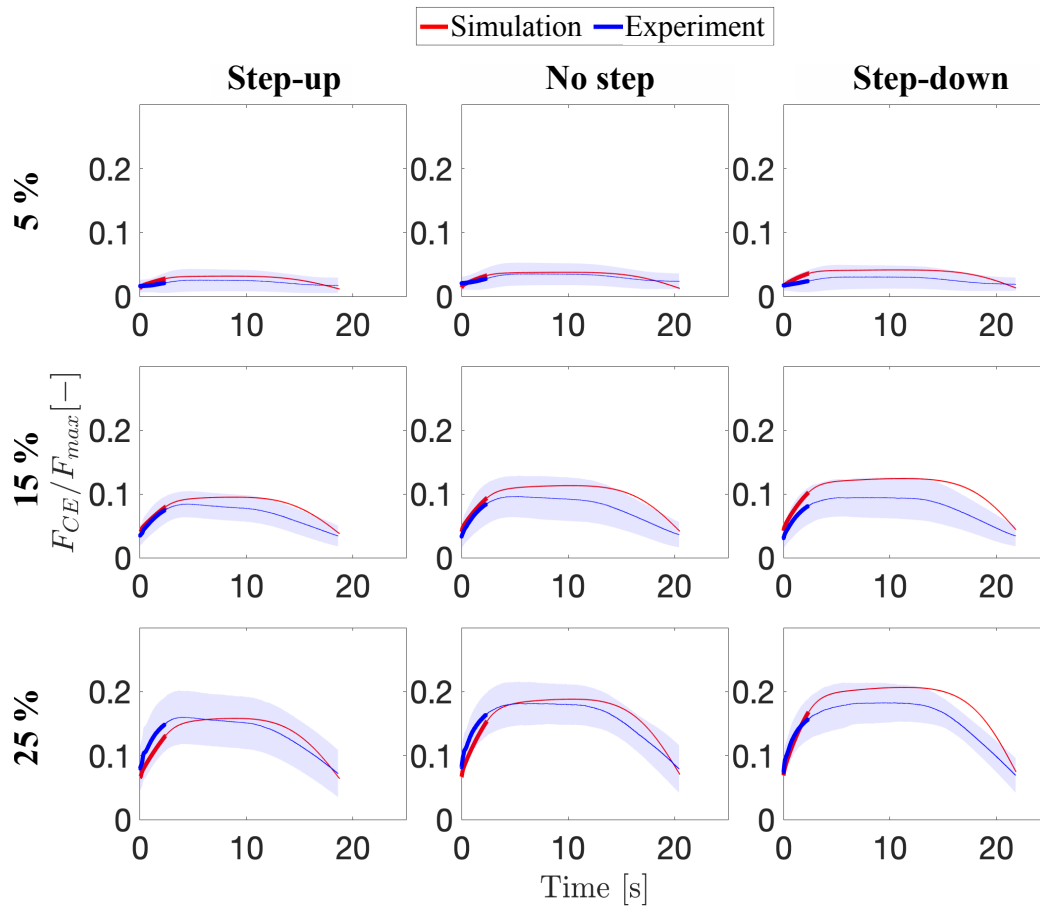 Simulation Experiment
Step-up No step Step-down
5 %
0.2 0.2 0.2
0.1 0.1 0.1
0 0 0
0 10 20 0 10 20 0 10 20
15 %
F_{CE}/F_{max}[−]
0.2 0.2 0.2
0.1 0.1 0.1
0 0 0
0 10 20 0 10 20 0 10 20
25 %
0.2 0.2 0.2
0.1 0.1 0.1
0 0 0
0 10 20 0 10 20 0 10 20
Time [s]